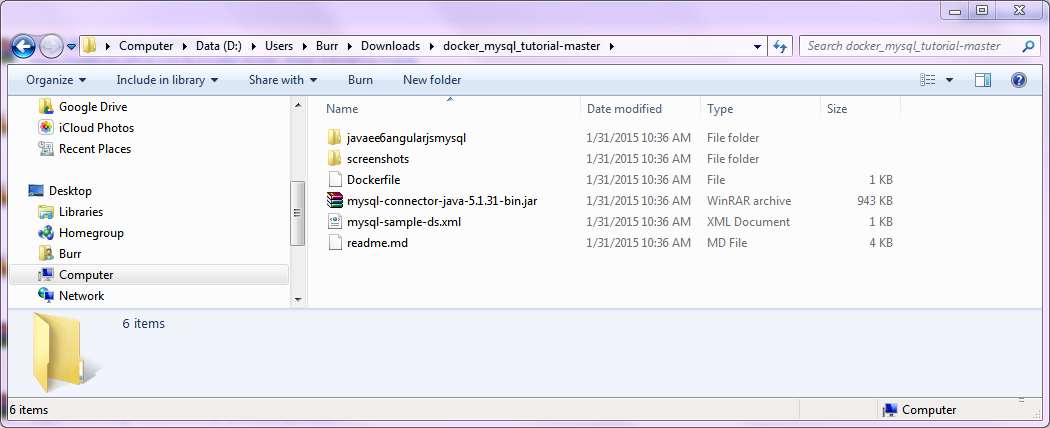 Computer Data (D:) Users Burr Downloads docker_mysql_tutorial-master Search docker_mysql_tutorial-master
Organize Include in library Share with Burn New folder
Google Drive
iCloud Photos
Recent Places
Desktop
Libraries
Homegroup
Burr
Computer
Network
Name Date modified Type Size
javaee6angularjsmysql 1/31/2015 10:36 AM File folder
screenshots 1/31/2015 10:36 AM File folder
Dockerfile 1/31/2015 10:36 AM File 1 KB
mysql-connector-java-5.1.31-bin.jar 1/31/2015 10:36 AM WinRAR archive 943 KB
mysql-sample-ds.xml 1/31/2015 10:36 AM XML Document 1 KB
readme.md 1/31/2015 10:36 AM MD File 4 KB
6 items
6 items Computer